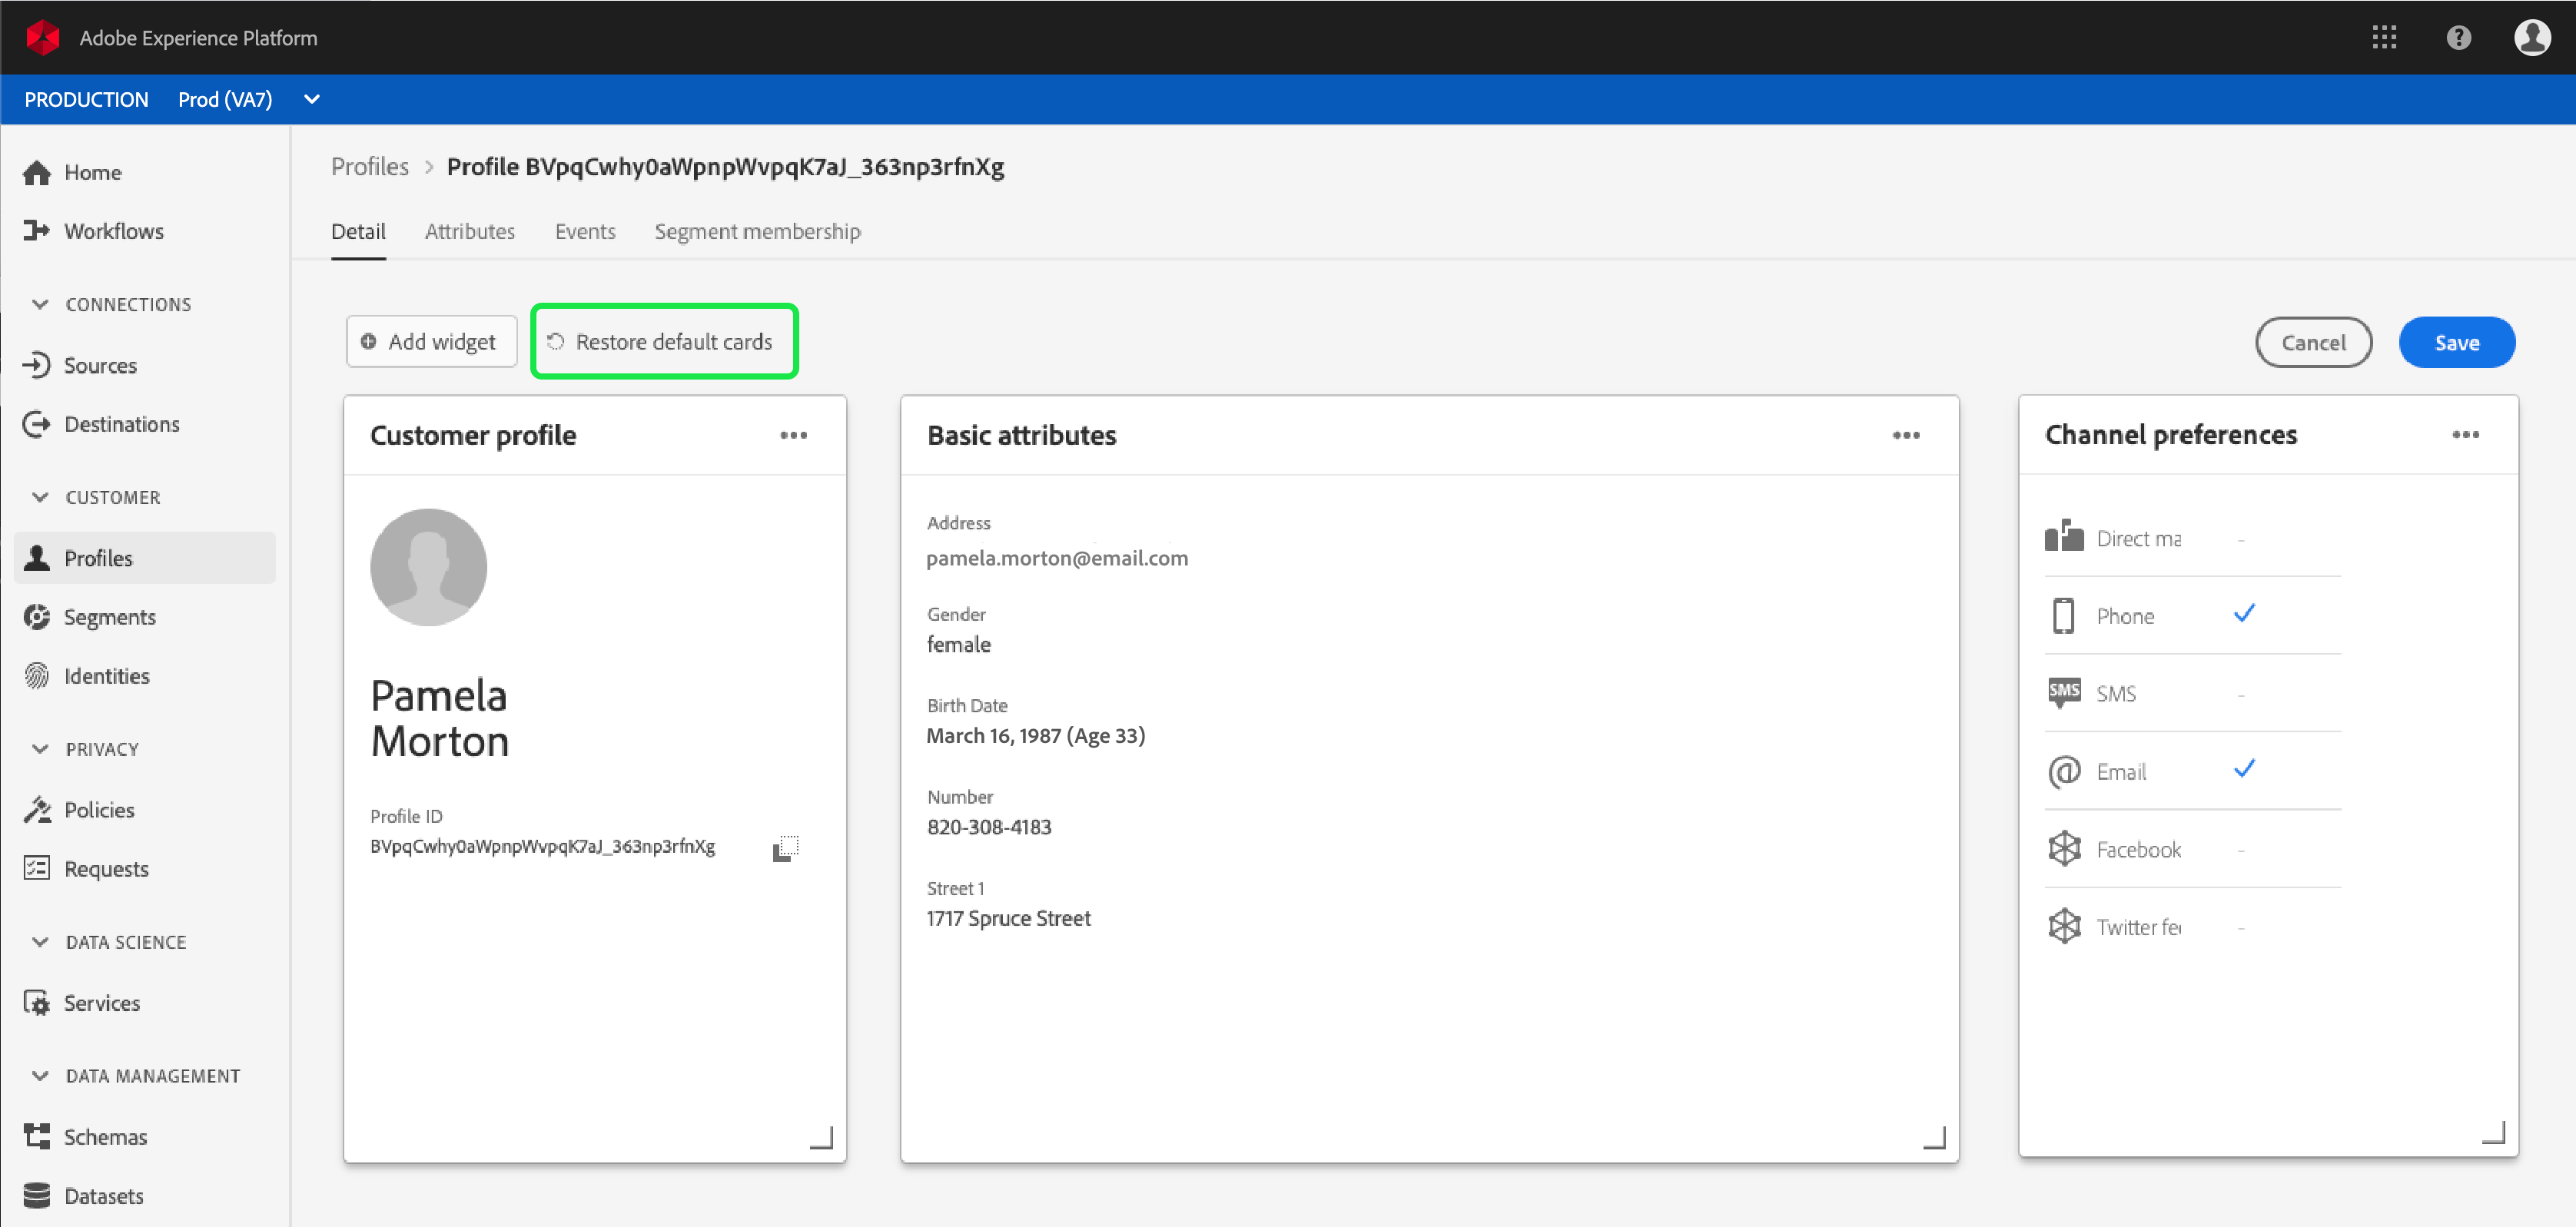 Adobe Experience Platform
PRODUCTION Prod (VA7)
Home
Workflows
CONNECTIONS
Sources
Destinations
CUSTOMER
Profiles
Segments
Identities
PRIVACY
Policies
Requests
DATA SCIENCE
Services
DATA MANAGEMENT
Schemas
Datasets
Profiles > Profile BVpqCwhy0aWpnpWvpqK7aJ_363np3rfnXg
Detail Attributes Events Segment membership
Add widget Restore default cards Cancel Save
Customer profile
Pamela
Morton
Profile ID
BVpqCwhy0aWpnpWvpqK7aJ_363np3rfnXg
Basic attributes
Address
pamela.morton@email.com
Gender
female
Birth Date
March 16, 1987 (Age 33)
Number
820-308-4183
Street 1
1717 Spruce Street
Channel preferences
Direct ma -
Phone
SMS SMS -
Email
Facebook -
Twitter fe -